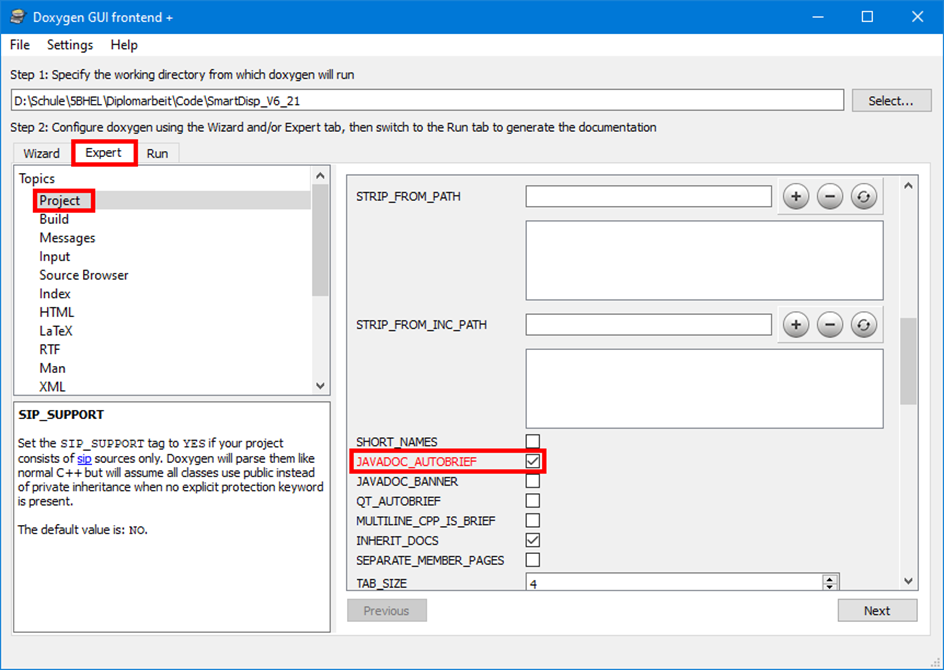 Doxygen GUI frontend +
File Settings Help
Step 1: Specify the working directory from which doxygen will run
D:\Schule\5BHEL\Diplomarbeit\Code\SmartDisp_V6_21
Select...
Step 2: Configure doxygen using the Wizard and/or Expert tab, then switch to the Run tab to generate the documentation
Wizard Expert Run
Topics
Project
Build
Messages
Input
Source Browser
Index
HTML
LaTeX
RTF
Man
XML
SIP_SUPPORT
Set the SIP_SUPPORT tag to YES if your project
consists of sip sources only. Doxygen will parse them like
normal C++ but will assume all classes use public instead
of private inheritance when no explicit protection keyword
is present.
The default value is: NO.
STRIP_FROM_PATH
STRIP_FROM_INC_PATH
SHORT_NAMES
JAVADOC_AUTOBRIEF
JAVADOC_BANNER
QT_AUTOBRIEF
MULTILINE_CPP_IS_BRIEF
INHERIT_DOCS
SEPARATE_MEMBER_PAGES
TAB_SIZE 4
Previous
Next